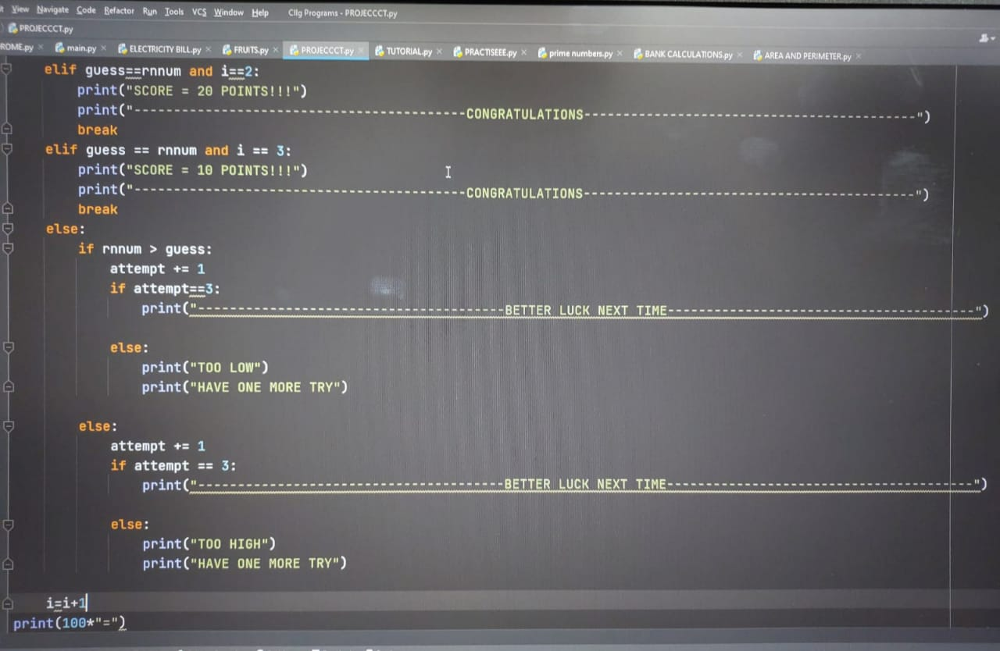 View Navigate Code Refactor Run Tools VCS Window Help Cllg Programs - PROJECCCT.py
PROJECCCT.py
ROME.py main.py ELECTRICITY BILL.py FRUITS.py PROJECCCT.py TUTORIAL.py PRACTISEEE.py prime numbers.py BANK CALCULATIONS.py AREA AND PERIMETER.py
elif guess==rnnum and i==2:
print("SCORE = 20 POINTS!!!")
print("------------------------------------------CONGRATULATIONS------------------------------------------")
break
elif guess == rnnum and i == 3:
print("SCORE = 10 POINTS!!!")
print("------------------------------------------CONGRATULATIONS------------------------------------------")
break
else:
if rnnum > guess:
attempt += 1
if attempt==3:
print("---------------------------------------BETTER LUCK NEXT TIME---------------------------------------")
else:
print("TOO LOW")
print("HAVE ONE MORE TRY")
else:
attempt += 1
if attempt == 3:
print("---------------------------------------BETTER LUCK NEXT TIME---------------------------------------")
else:
print("TOO HIGH")
print("HAVE ONE MORE TRY")
i=i+1
print(100*"=")